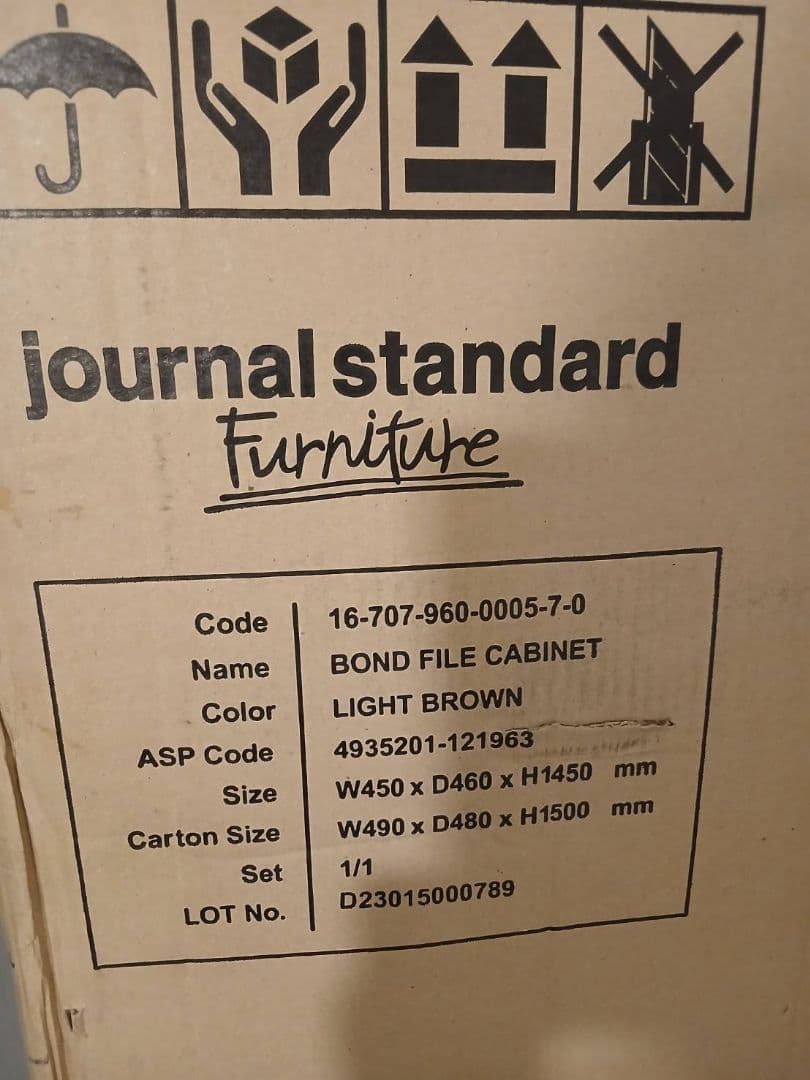 journal standard
Furniture
Code 16-707-960-0005-7-0
Name BOND FILE CABINET
Color LIGHT BROWN
ASP Code 4935201-121963
Size W450 x D460 x H1450 mm
Carton Size W490 x D480 x H1500 mm
Set 1/1
LOT No. D23015000789